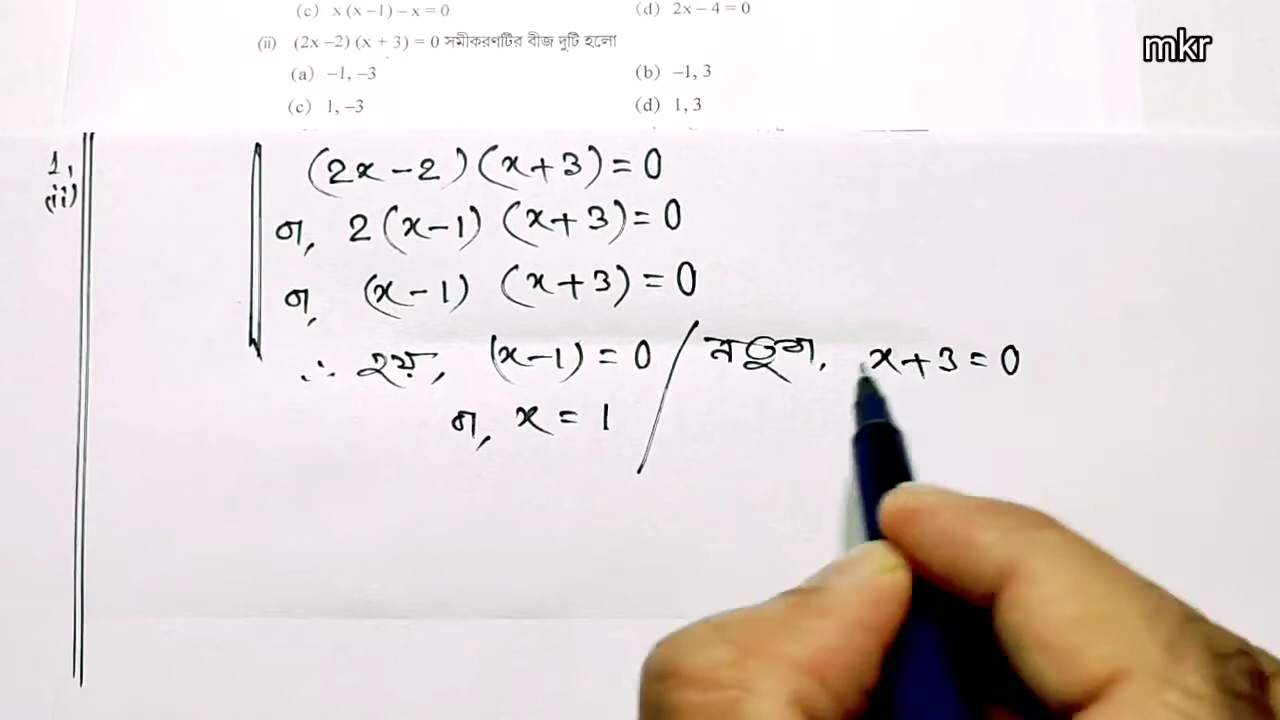 (c) x (x –1) – x = 0 (d) 2x – 4 = 0
mkr
(ii) (2x –2) (x + 3) = 0 সমীকরণটির বীজ দুটি হলো
(a) –1, –3 (b) –1, 3
(c) 1, –3 (d) 1, 3
1. (2x – 2) (x + 3) = 0
(ii)
বা, 2 (x – 1) (x + 3) = 0
বা, (x – 1) (x + 3) = 0
∴ হয়, (x – 1) = 0 / নতুবা, x + 3 = 0
বা, x = 1